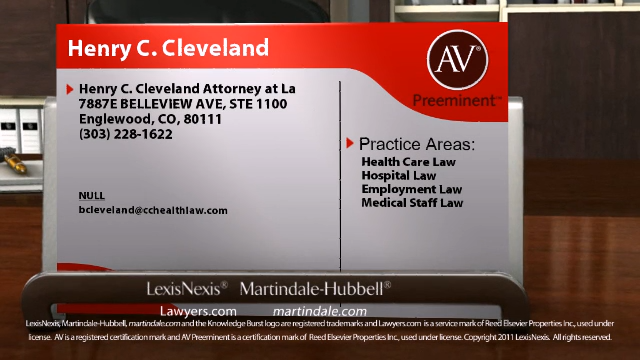 Henry C. Cleveland
AV®
Preeminent™
Henry C. Cleveland Attorney at La
7887E BELLEVIEW AVE, STE 1100
Englewood, CO, 80111
(303) 228-1622
NULL
bcleveland@cchealthlaw.com
Practice Areas:
Health Care Law
Hospital Law
Employment Law
Medical Staff Law
LexisNexis® Martindale-Hubbell®
Lawyers.com martindale.com
LexisNexis, Martindale-Hubbell, martindale.com and the Knowledge Burst logo are registered trademarks and Lawyers.com is a service mark of Reed Elsevier Properties Inc., used under
license. AV is a registered certification mark and AV Preeminent is a certification mark of Reed Elsevier Properties Inc., used under license. Copyright 2011 LexisNexis. All rights reserved.